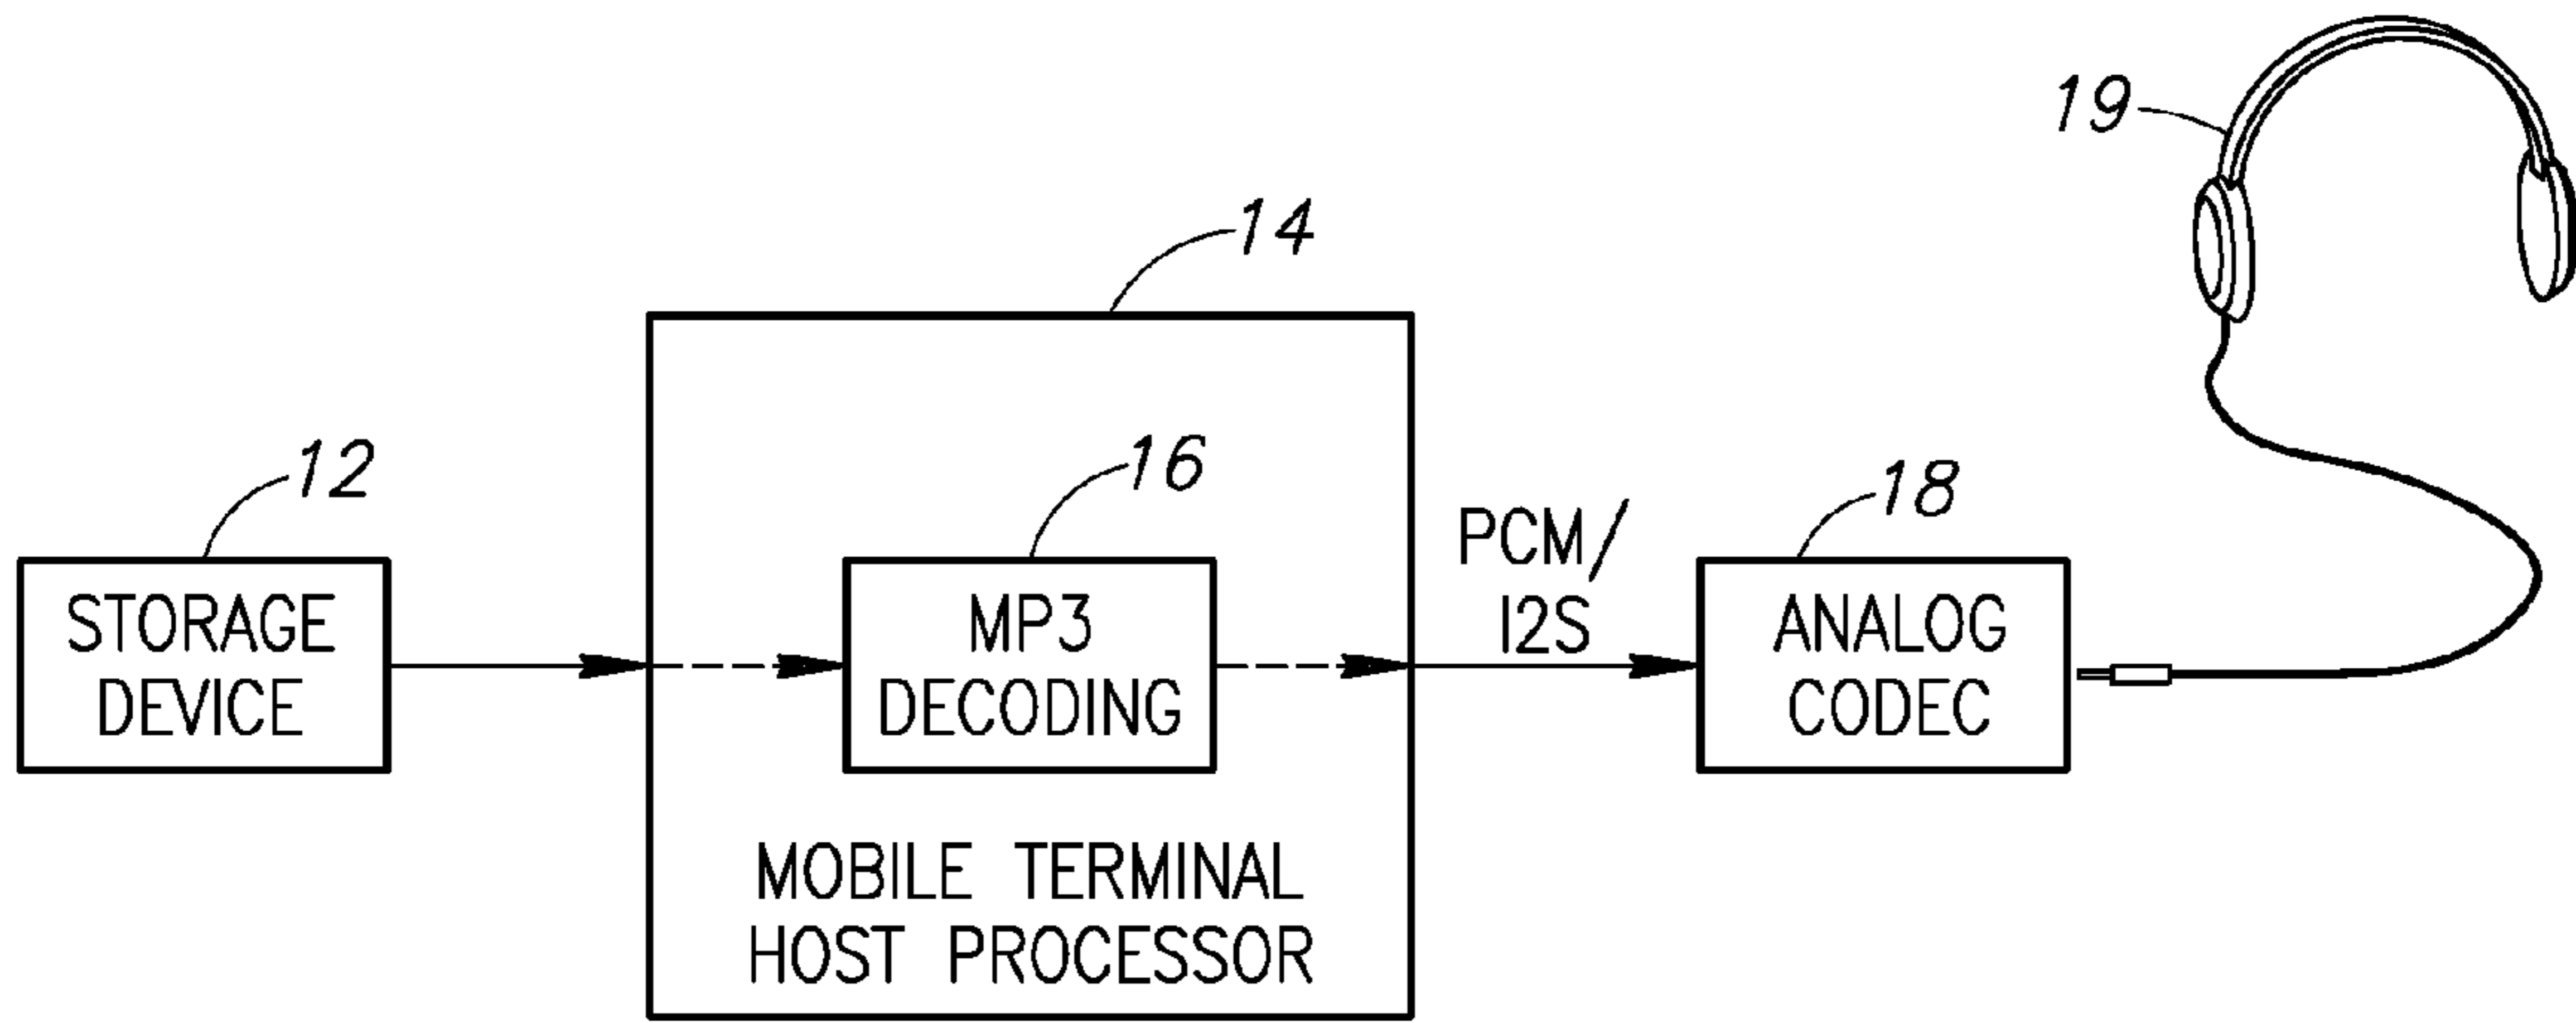 19
14
12
16
18
PCM/
I2S
STORAGE
DEVICE
MP3
DECODING
ANALOG
CODEC
MOBILE TERMINAL
HOST PROCESSOR